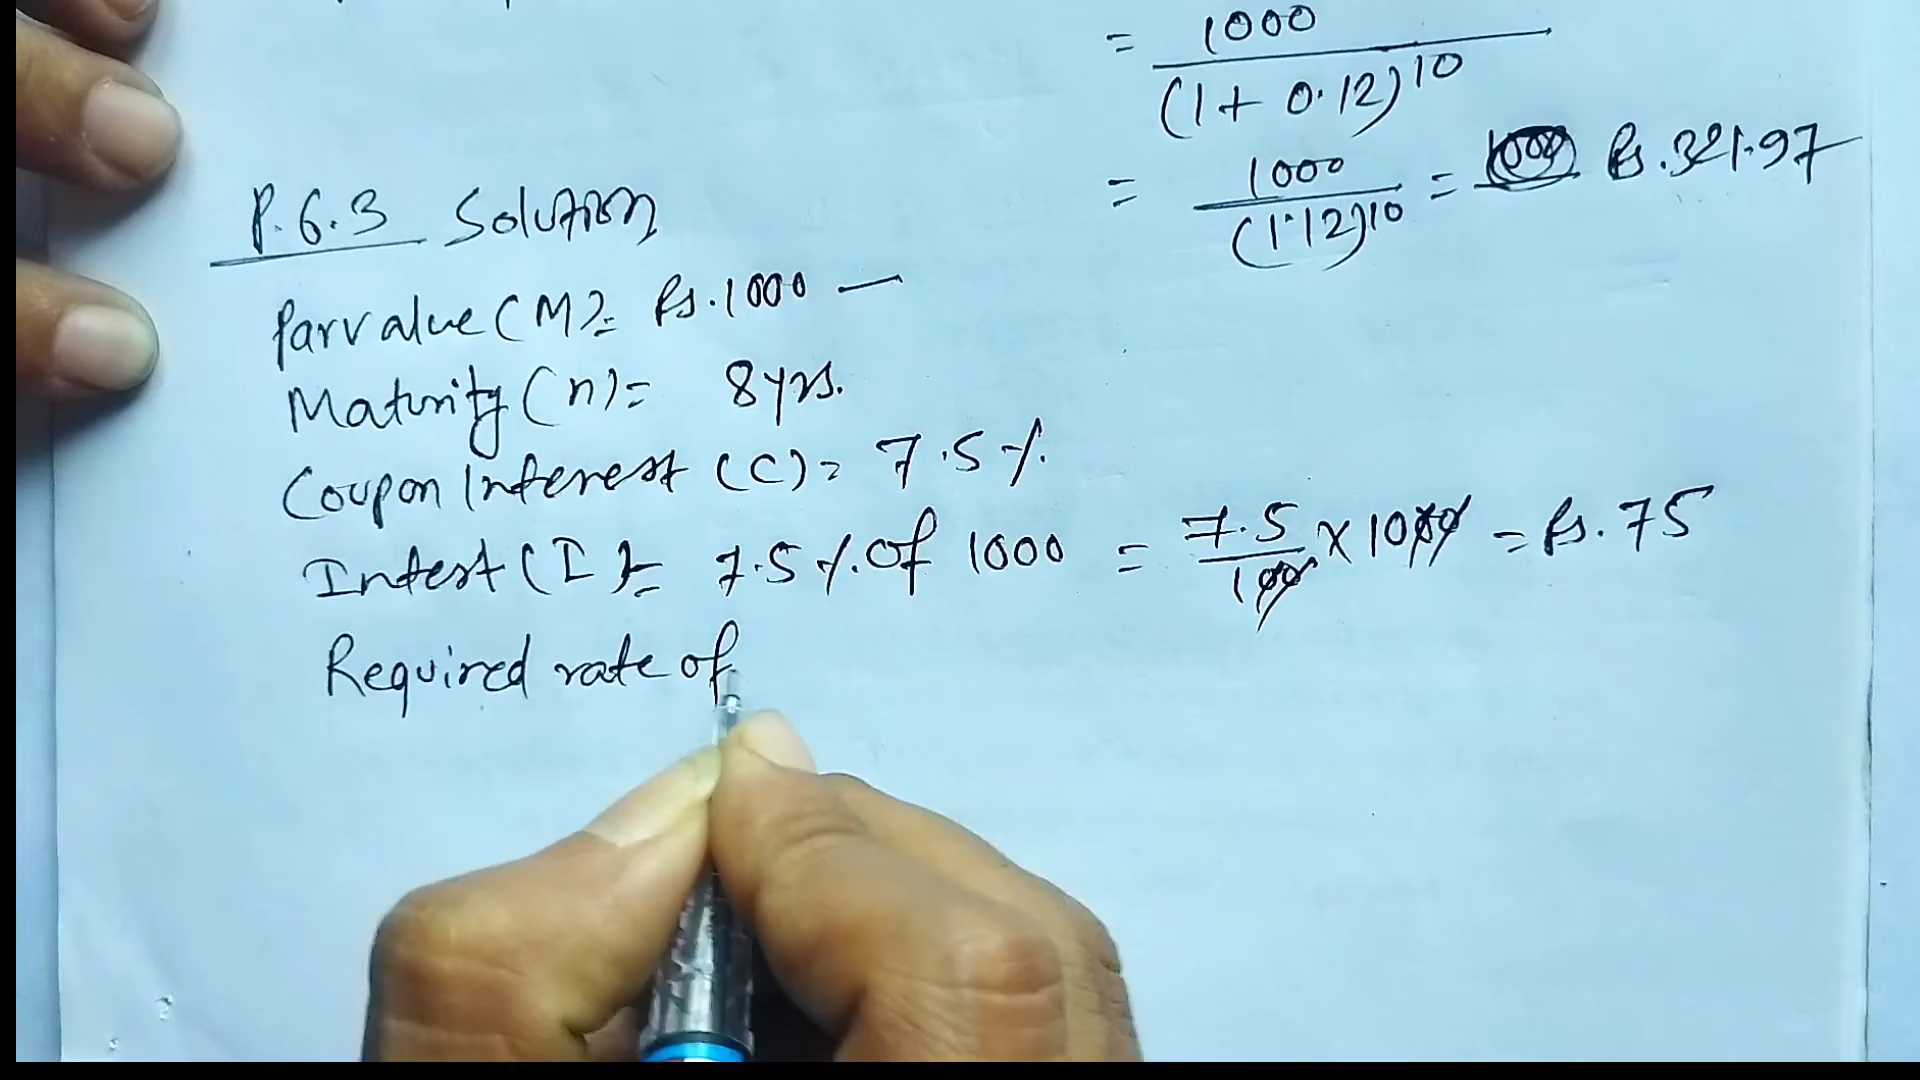 = 1000 / (1 + 0.12)^10
= 1000 / (1.12)^10 = Rs. 321.97
P.6.3 Solution
Parvalue (M) = Rs. 1000 —
Maturity (n) = 8 yrs.
Coupon Interest (C) = 7.5 %
Intest (I) = 7.5 % of 1000 = 7.5 / 100 × 1000 = Rs. 75
Required rate of